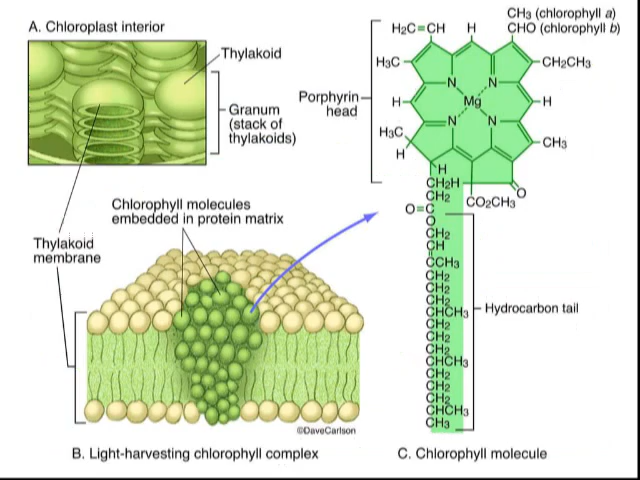 A. Chloroplast interior
Thylakoid
Granum
(stack of
thylakoids)
Thylakoid
membrane
Chlorophyll molecules
embedded in protein matrix
©DaveCarlson
B. Light-harvesting chlorophyll complex
CH3 (chlorophyll a)
CHO (chlorophyll b)
H2C=CH
H
H3C
CH2CH3
N
N
Mg
Porphyrin
head
H
H
N
N
H3C
CH3
H
H
CH2H
O
CH2
CO2CH3
O=C
O
CH2
CH
CCH3
CH2
CH2
CH2
CHCH3
Hydrocarbon tail
CH2
CH2
CH2
CHCH3
CH2
CH2
CH2
CHCH3
CH3
C. Chlorophyll molecule